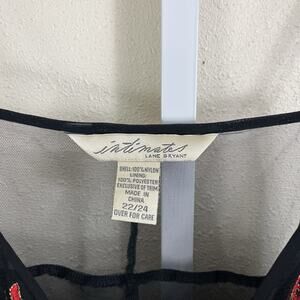 intimates
LANE BRYANT
SHELL:100%NYLON
LINING:
100% POLYESTER
EXCLUSIVE OF TRIM
MADE IN
CHINA
22/24
OVER FOR CARE